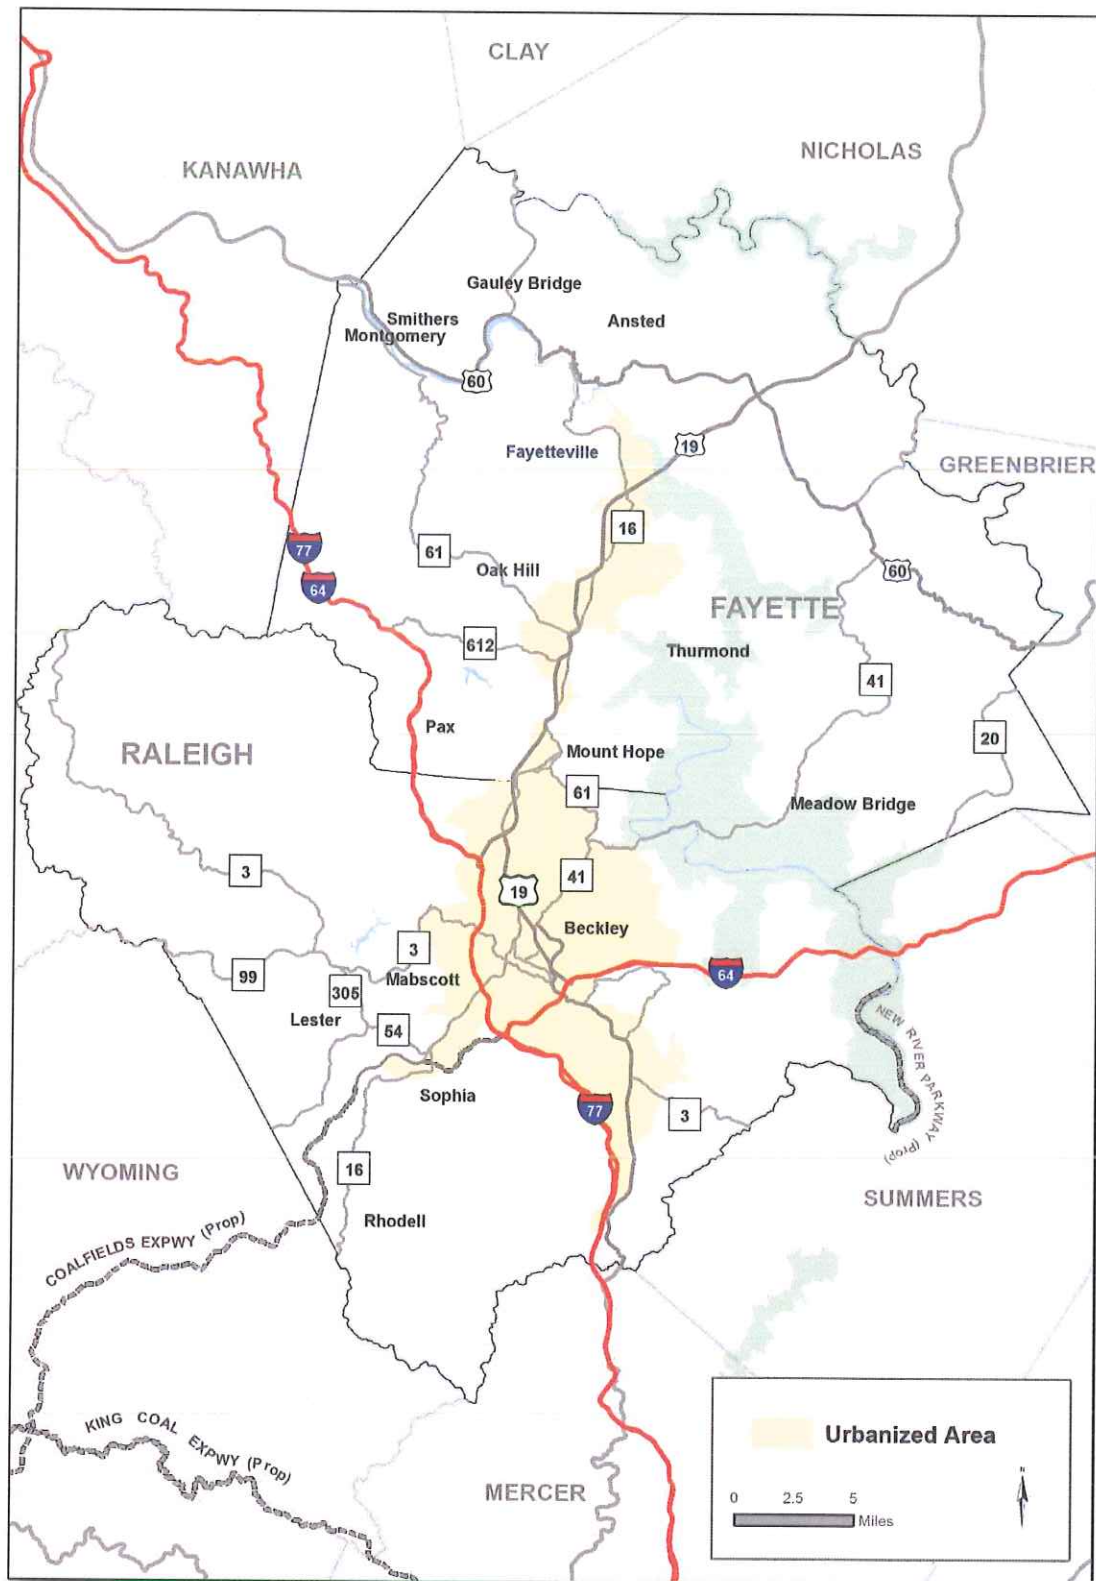 CLAY
NICHOLAS
KANAWHA
Gauley Bridge
Smithers
Ansted
Montgomery
60
19
Fayetteville
GREENBRIER
16
77
61
Oak Hill
60
64
FAYETTE
612
Thurmond
41
Pax
20
RALEIGH
Mount Hope
61
Meadow Bridge
3
41
19
Beckley
3
99
Mabscott
64
305
Lester
54
NEW RIVER PARKWAY (Prop)
Sophia
77
3
16
WYOMING
SUMMERS
Rhodell
COALFIELDS EXPWY (Prop)
KING COAL EXPWY (Prop)
MERCER
Urbanized Area
N
0 2.5 5
Miles